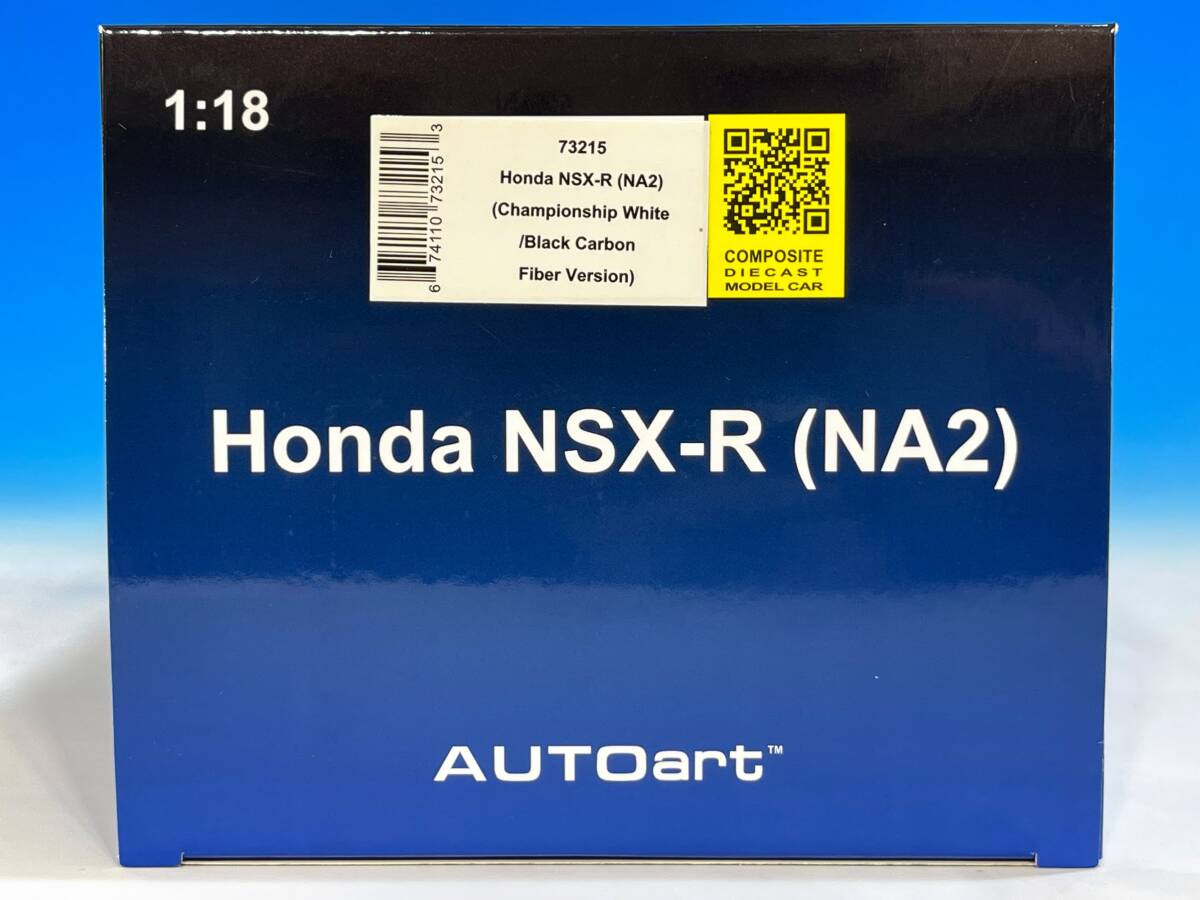 1:18
6 74110 73215 3
73215
Honda NSX-R (NA2)
(Championship White
/Black Carbon
Fiber Version)
COMPOSITE
DIECAST
MODEL CAR
Honda NSX-R (NA2)
AUTOart™